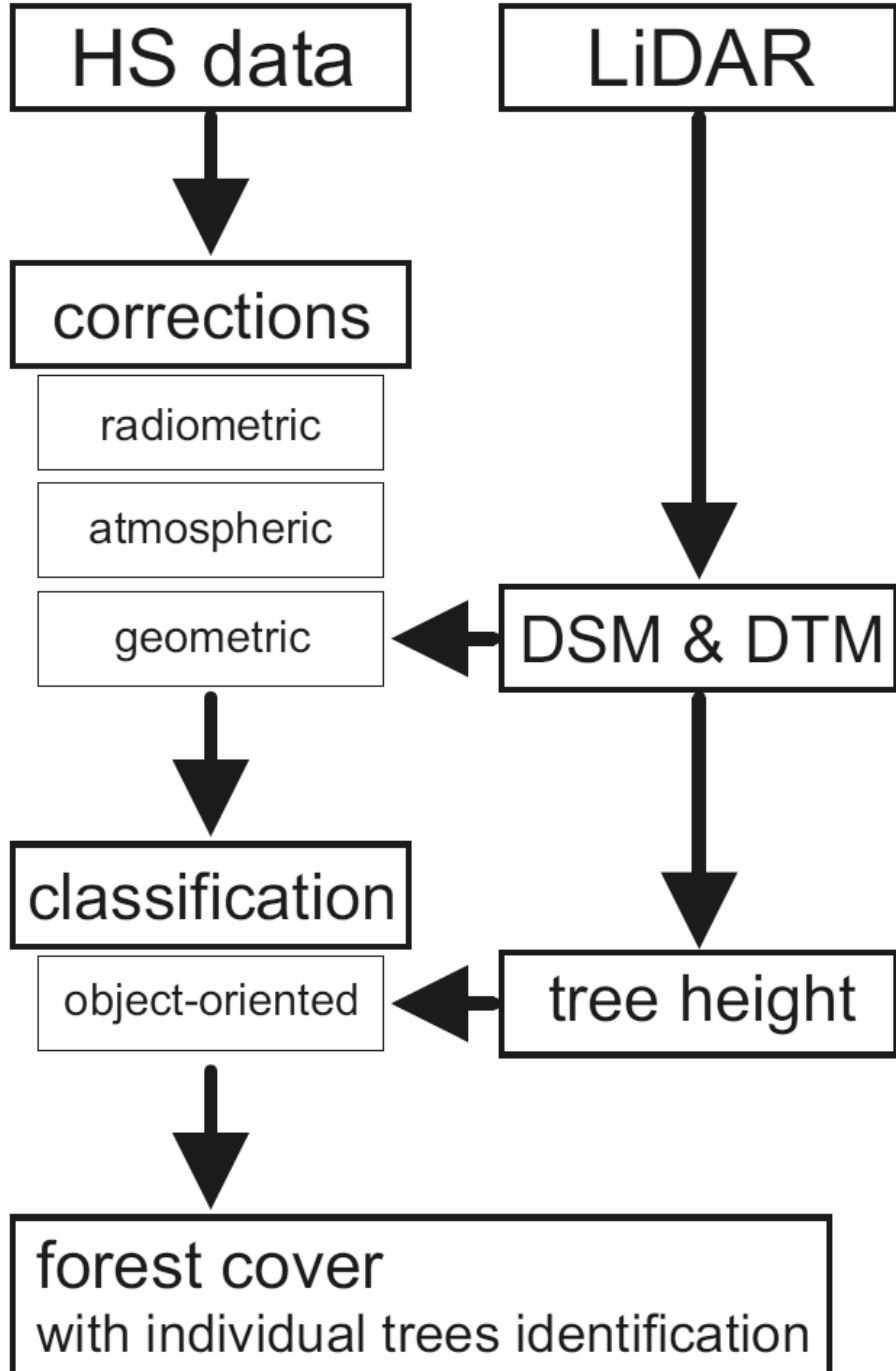 HS data
LiDAR
corrections
radiometric
atmospheric
geometric
DSM & DTM
classification
object-oriented
tree height
forest cover
with individual trees identification